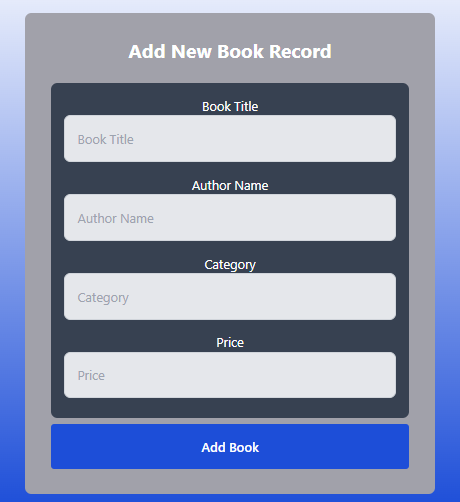 Add New Book Record
Book Title
Book Title
Author Name
Author Name
Category
Category
Price
Price
Add Book